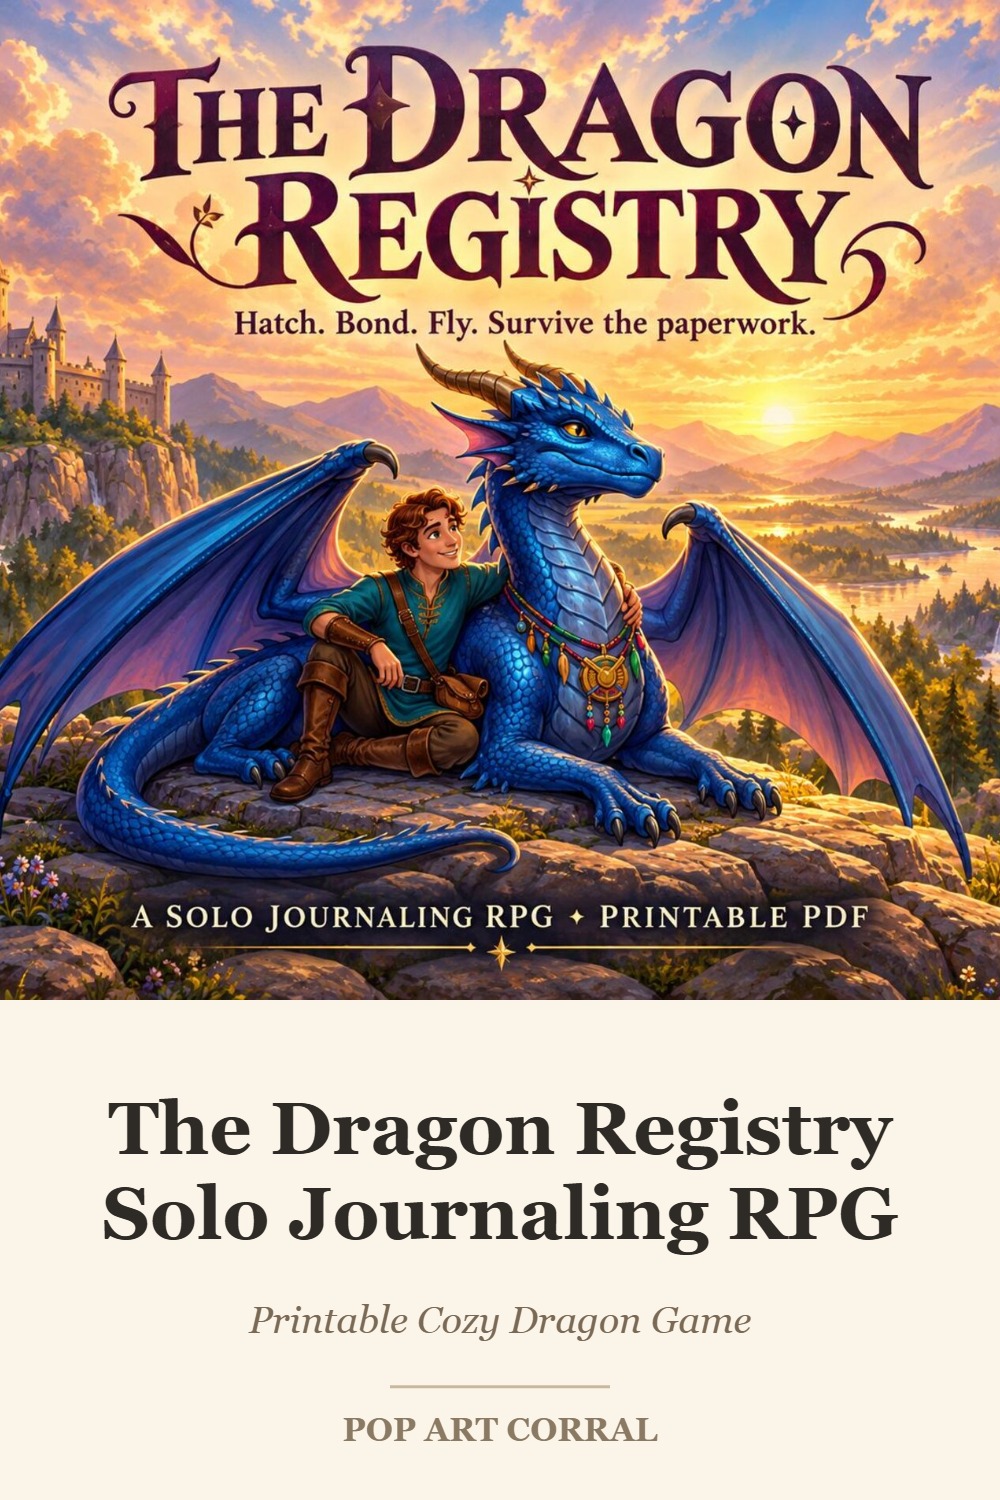 THE DRAGON
REGISTRY
Hatch. Bond. Fly. Survive the paperwork.
A SOLO JOURNALING RPG ✦ PRINTABLE PDF
The Dragon Registry
Solo Journaling RPG
Printable Cozy Dragon Game
POP ART CORRAL